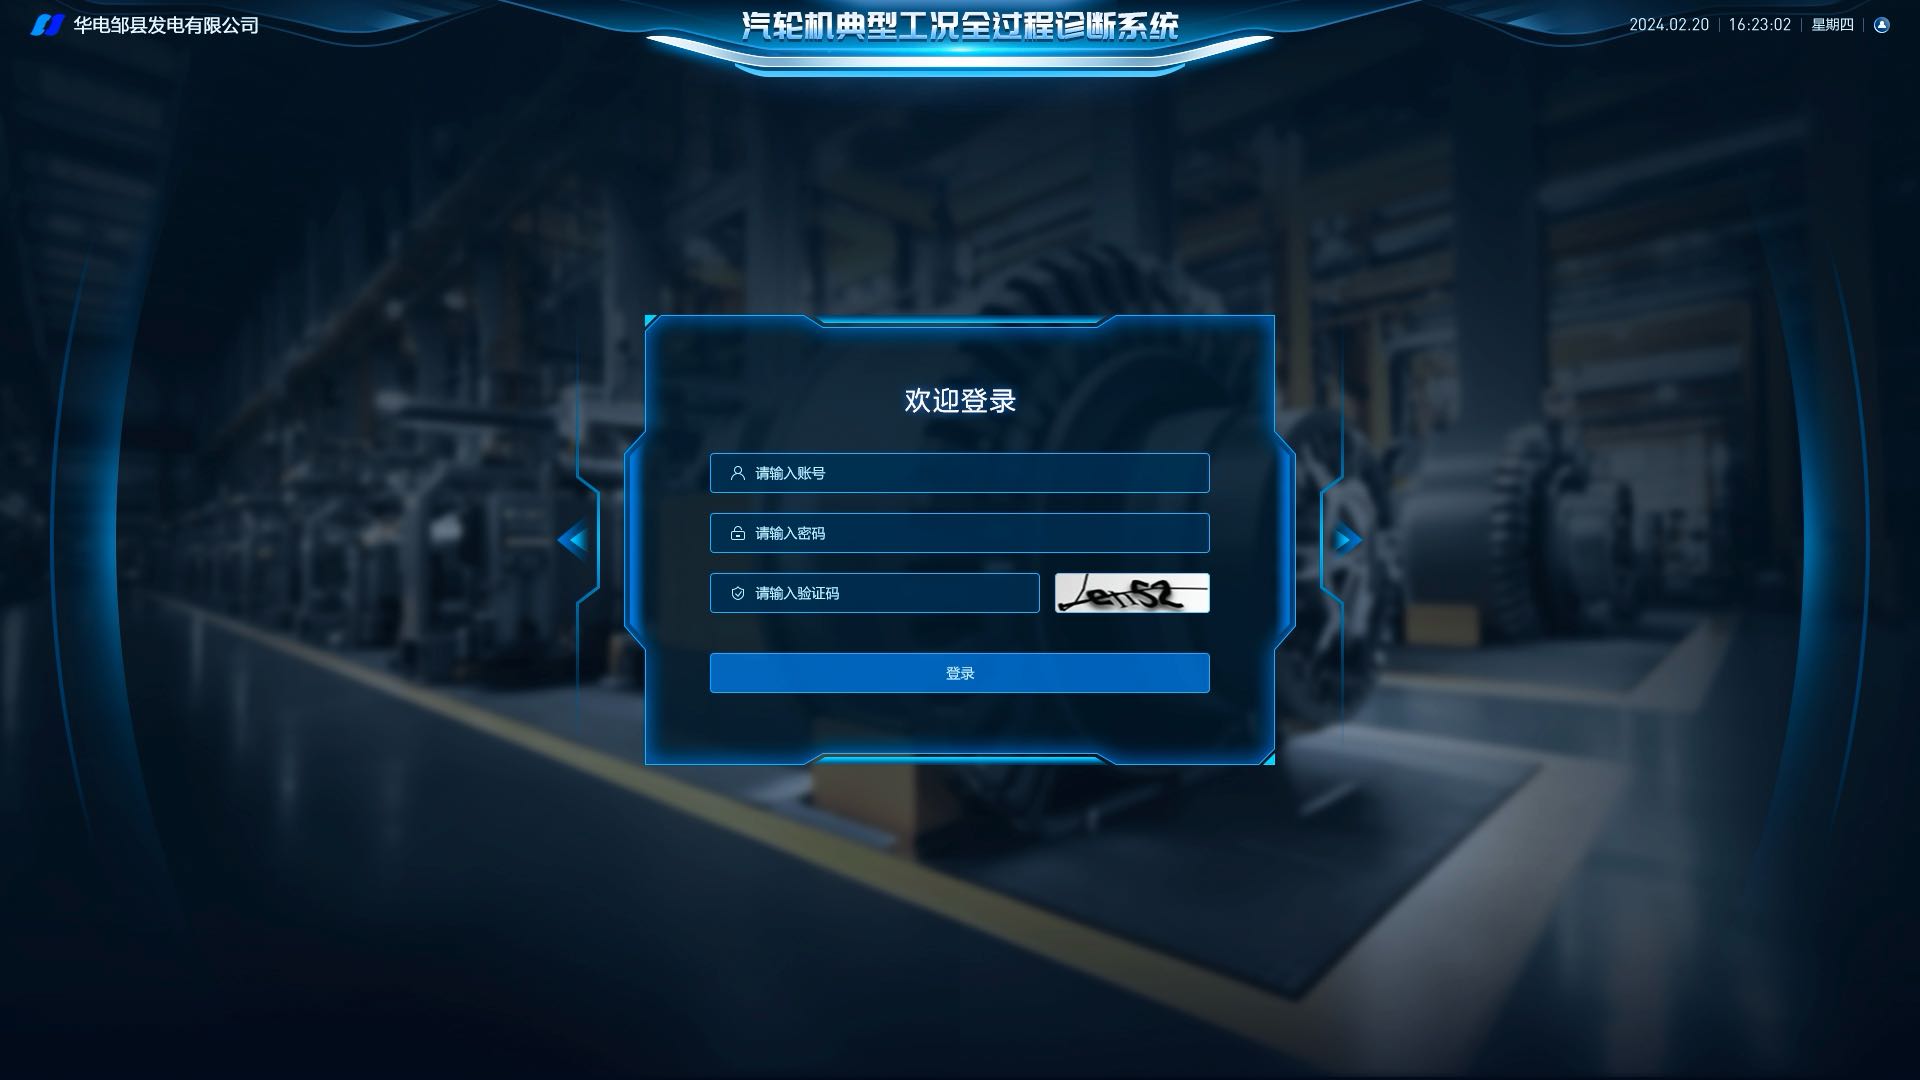 华电邹县发电有限公司
汽轮机典型工况全过程诊断系统
2024.02.20 16:23:02 星期四
欢迎登录
请输入账号
请输入密码
请输入验证码
登录